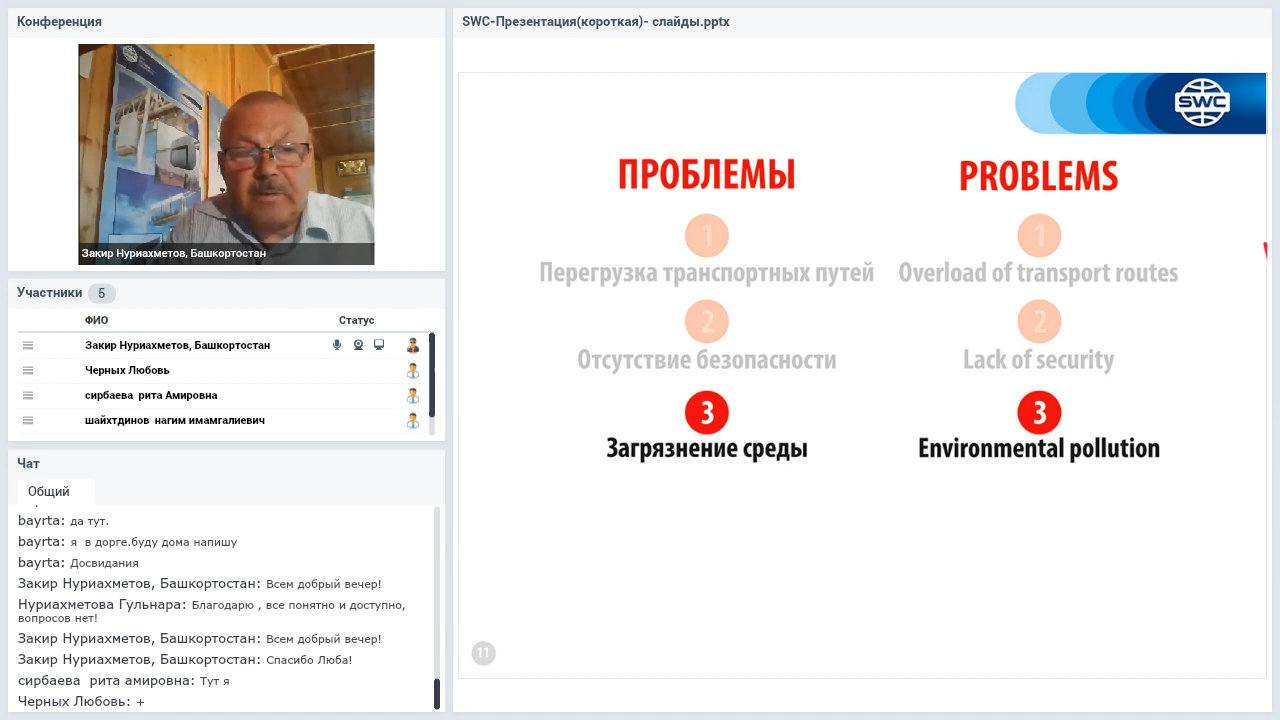 Конференция
Закир Нуриахметов, Башкортостан
Участники 5
ФИО Статус
Закир Нуриахметов, Башкортостан
Черных Любовь
сирбаева рита Амировна
шайхтдинов нагим имамгалиевич
Чат
Общий
bayrta: да тут.
bayrta: я в дорге.буду дома напишу
bayrta: Досвидания
Закир Нуриахметов, Башкортостан: Всем добрый вечер!
Нуриахметова Гульнара: Благодарю , все понятно и доступно,
вопросов нет!
Закир Нуриахметов, Башкортостан: Всем добрый вечер!
Закир Нуриахметов, Башкортостан: Спасибо Люба!
сирбаева рита амировна: Тут я
Черных Любовь: +
SWC-Презентация(короткая)- слайды.pptx
SWC
ПРОБЛЕМЫ
1
Перегрузка транспортных путей
2
Отсутствие безопасности
3
Загрязнение среды
PROBLEMS
1
Overload of transport routes
2
Lack of security
3
Environmental pollution
11